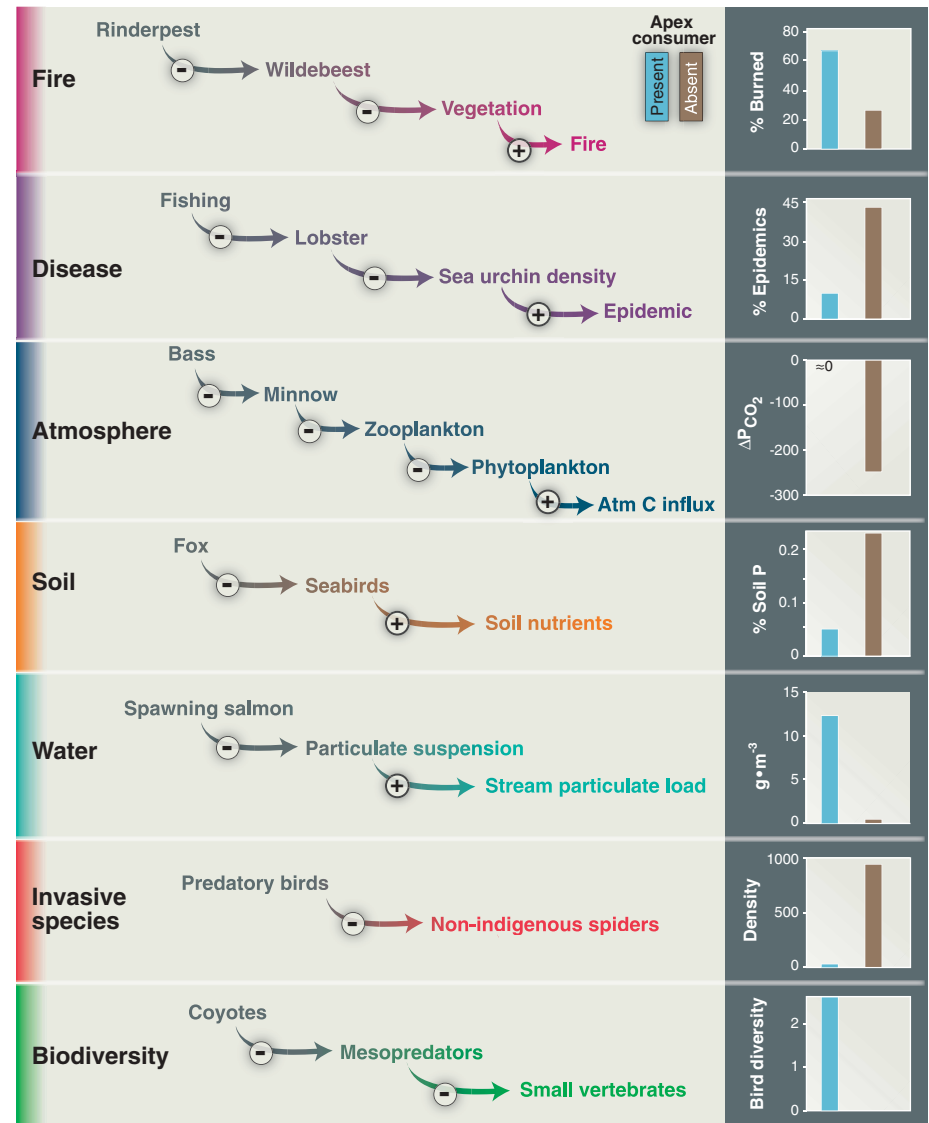 Fire
Rinderpest
-
Wildebeest
-
Vegetation
+
Fire
Apex
consumer
Present
Absent
% Burned
80
60
40
20
0
Disease
Fishing
-
Lobster
-
Sea urchin density
+
Epidemic
% Epidemics
45
30
15
0
Atmosphere
Bass
-
Minnow
-
Zooplankton
-
Phytoplankton
+
Atm C influx
ΔPCO2
0
-100
-200
-300
≈0
Soil
Fox
-
Seabirds
+
Soil nutrients
% Soil P
0.2
0.1
0
Water
Spawning salmon
-
Particulate suspension
+
Stream particulate load
g•m-3
15
10
5
0
Invasive
species
Predatory birds
-
Non-indigenous spiders
Density
1000
500
0
Biodiversity
Coyotes
-
Mesopredators
-
Small vertebrates
Bird diversity
2
1
0